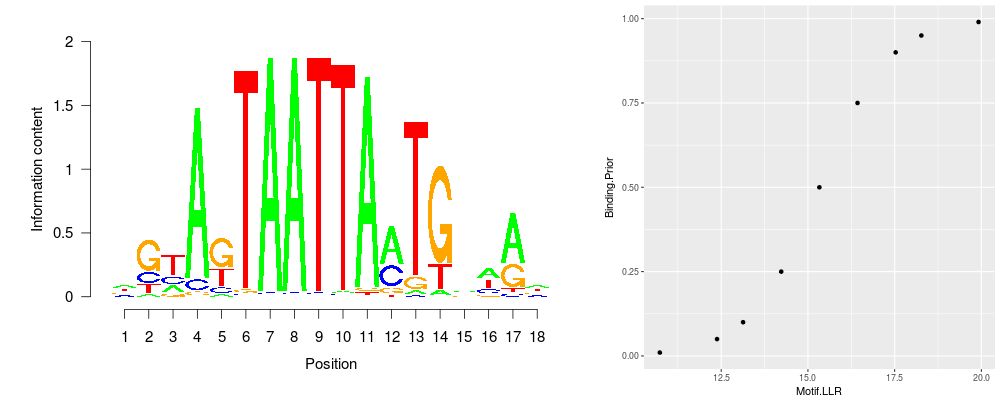 2
1.5
1
0.5
0
Information content
G T A G T A A T T A A T G A A
1 2 3 4 5 6 7 8 9 10 11 12 13 14 15 16 17 18
Position
1.00
0.75
0.50
0.25
0.00
Binding.Prior
12.5 15.0 17.5 20.0
Motif.LLR